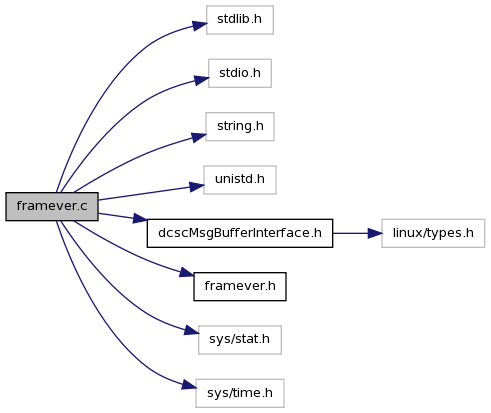 stdlib.h
stdio.h
string.h
unistd.h
framever.c
dcscMsgBufferInterface.h
linux/types.h
framever.h
sys/stat.h
sys/time.h